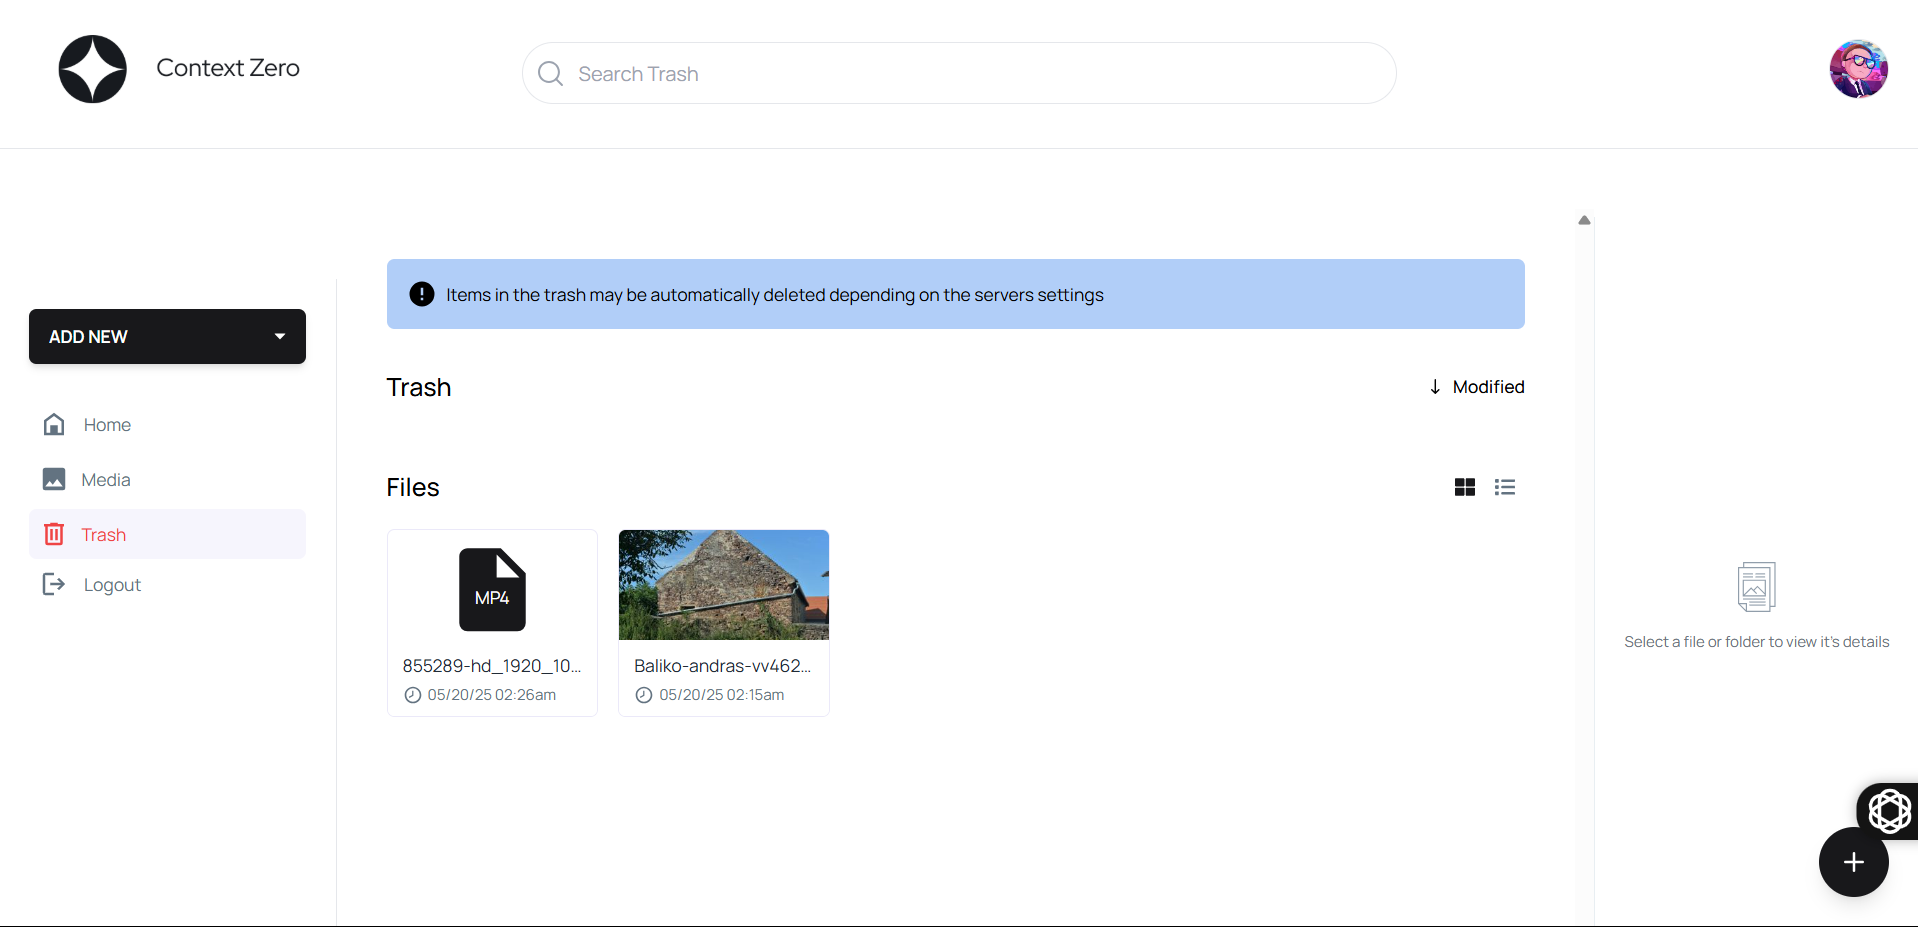 Context Zero
Search Trash
Items in the trash may be automatically deleted depending on the servers settings
ADD NEW
Home
Media
Trash
Logout
Trash
Modified
Files
MP4
855289-hd_1920_10...
05/20/25 02:26am
Baliko-andras-vv462...
05/20/25 02:15am
Select a file or folder to view it's details